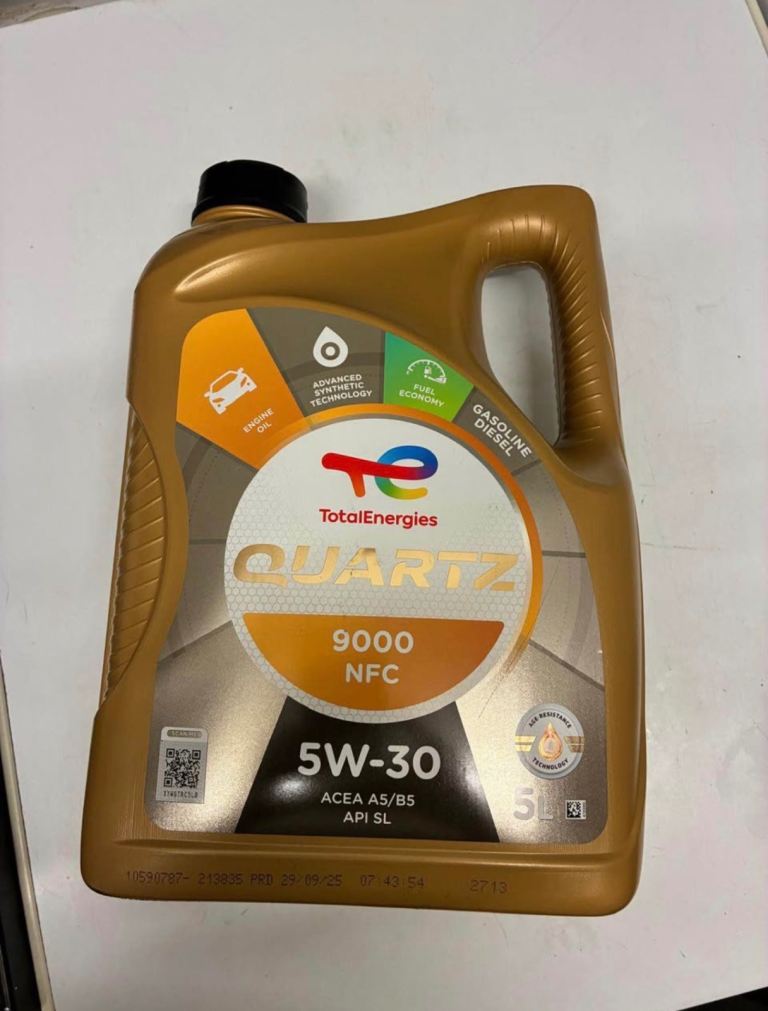 ENGINE
OIL
ADVANCED
SYNTHETIC
TECHNOLOGY
FUEL
ECONOMY
GASOLINE
DIESEL
TotalEnergies
QUARTZ
9000
NFC
5W-30
ACEA A5/B5
API SL
AGE RESISTANCE
TECHNOLOGY
SCAN ME
5L
10590787- 213835 PRD 29/09/25 07:43:54 2713